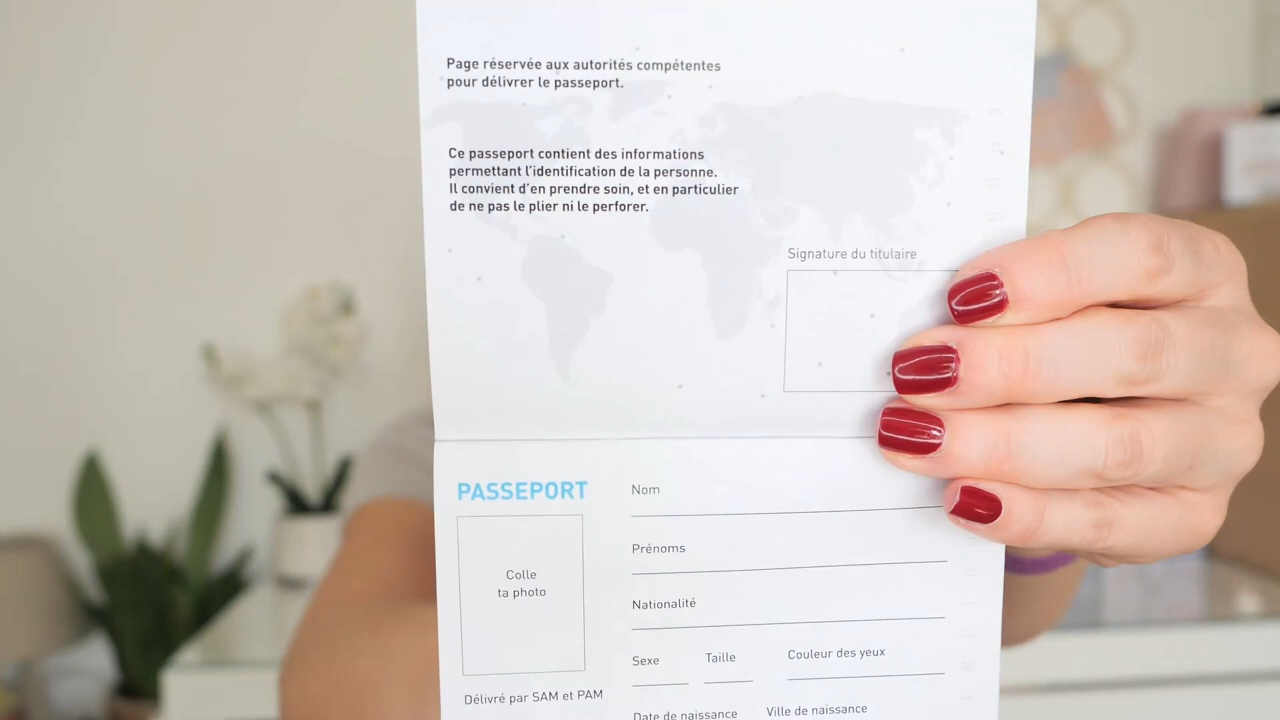 Page réservée aux autorités compétentes
pour délivrer le passeport.
Ce passeport contient des informations
permettant l'identification de la personne.
Il convient d'en prendre soin, et en particulier
de ne pas le plier ni le perforer.
Signature du titulaire
PASSEPORT
Nom
Prénoms
Colle
ta photo
Nationalité
Sexe
Taille
Couleur des yeux
Délivré par SAM et PAM
Date de naissance
Ville de naissance